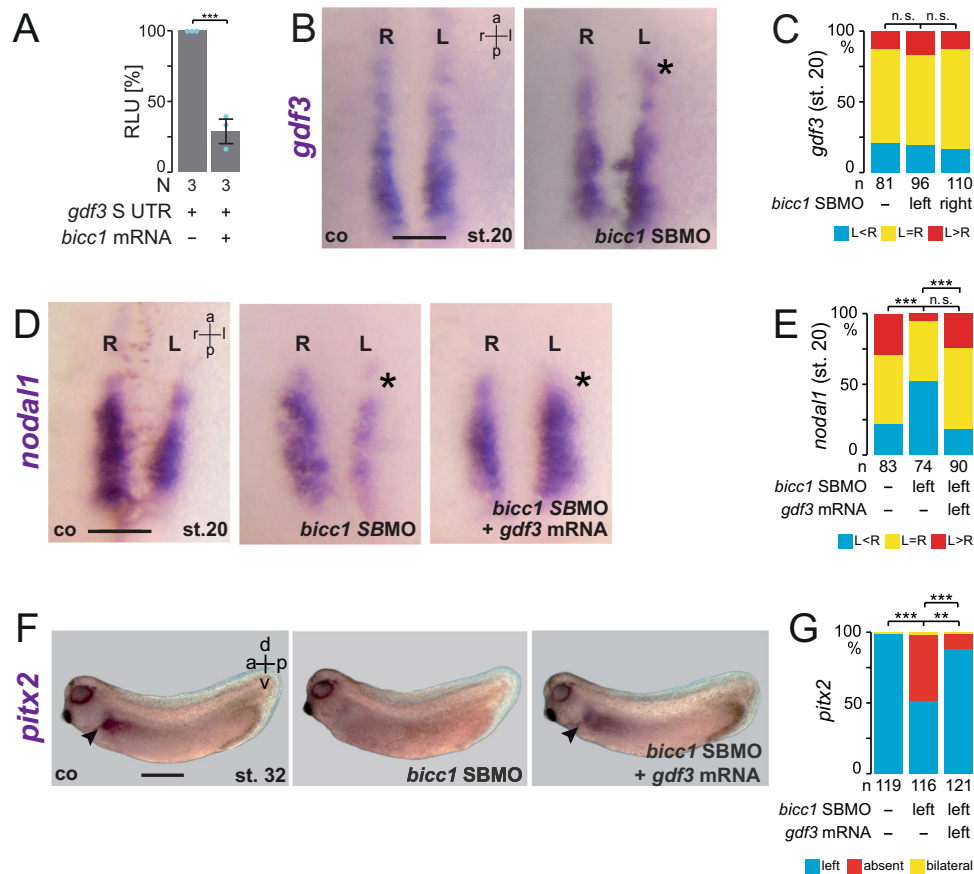 A
***
100
50
0
RLU [%]
N 3 3
gdf3 S UTR + +
bicc1 mRNA – +
B
gdf3
R L
a
r l
p
co st.20
R L
*
bicc1 SBMO
C
n.s. n.s.
100
%
50
0
gdf3 (st. 20)
n 81 96 110
bicc1 SBMO – left right
L<R L=R L>R
D
nodal1
R L
a
r l
p
co st.20
R L
*
bicc1 SBMO
R L
*
bicc1 SBMO
+ gdf3 mRNA
E
***
*** n.s.
100
%
50
0
nodal1 (st. 20)
n 83 74 90
bicc1 SBMO – left left
gdf3 mRNA – – left
L<R L=R L>R
F
pitx2
d
a p
v
co st. 32
bicc1 SBMO
bicc1 SBMO
+ gdf3 mRNA
G
***
*** **
100
%
50
0
pitx2
n 119 116 121
bicc1 SBMO – left left
gdf3 mRNA – – left
left absent bilateral